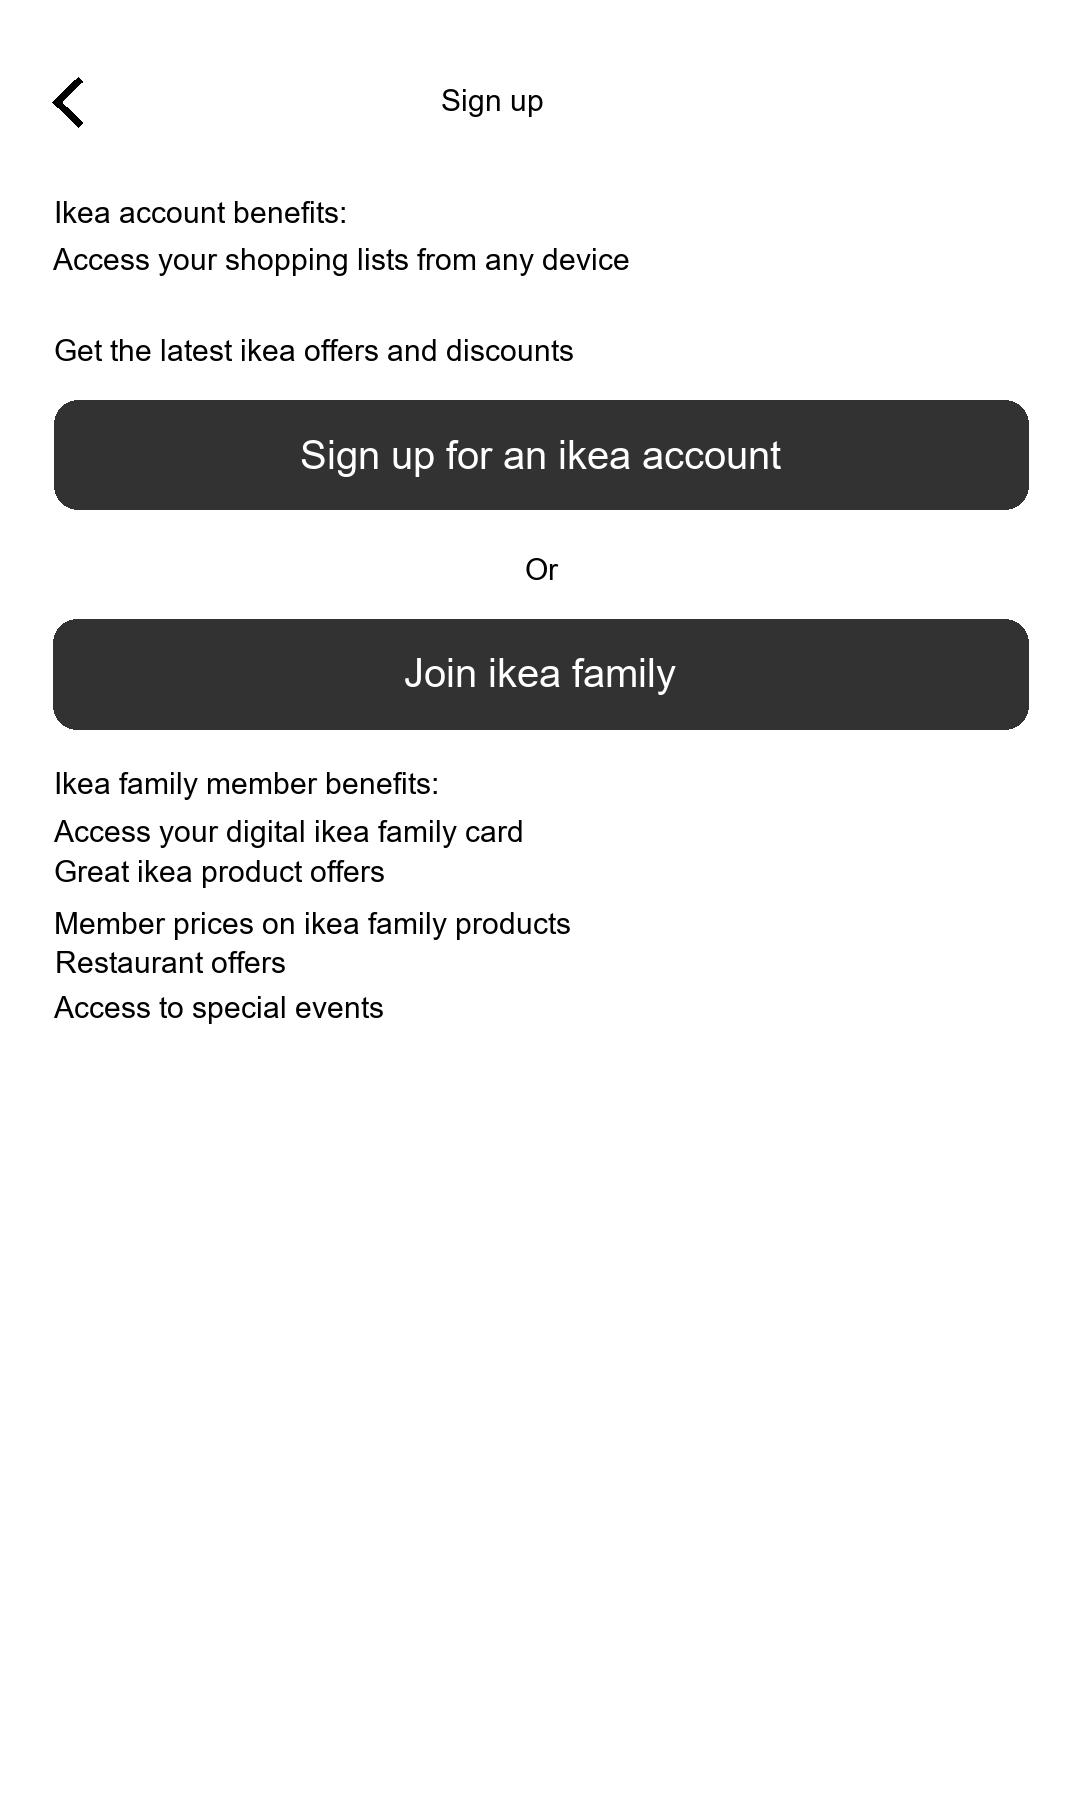 Sign up
Ikea account benefits:
Access your shopping lists from any device
Get the latest ikea offers and discounts
Sign up for an ikea account
Or
Join ikea family
Ikea family member benefits:
Access your digital ikea family card
Great ikea product offers
Member prices on ikea family products
Restaurant offers
Access to special events